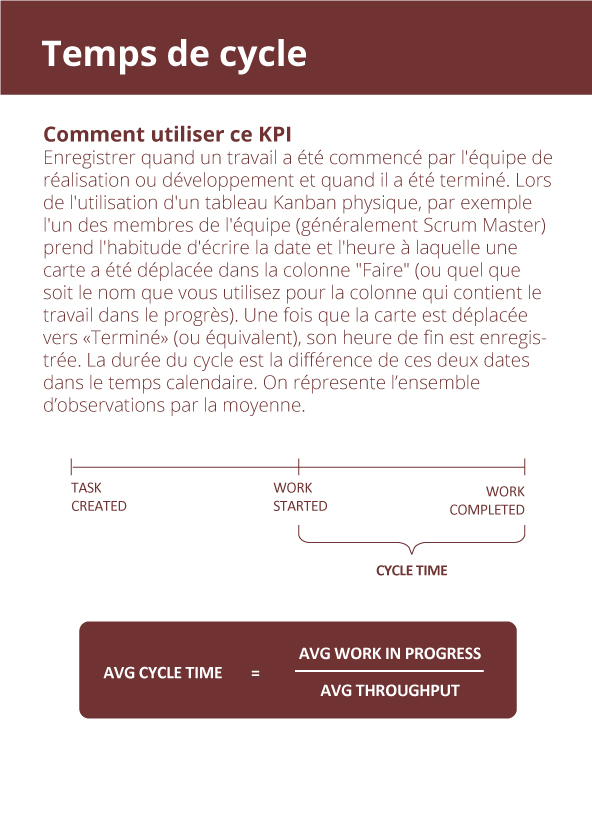 Temps de cycle
Comment utiliser ce KPI
Enregistrer quand un travail a été commencé par l'équipe de
réalisation ou développement et quand il a été terminé. Lors
de l'utilisation d'un tableau Kanban physique, par exemple
l'un des membres de l'équipe (généralement Scrum Master)
prend l'habitude d'écrire la date et l'heure à laquelle une
carte a été déplacée dans la colonne "Faire" (ou quel que
soit le nom que vous utilisez pour la colonne qui contient le
travail dans le progrès). Une fois que la carte est déplacée
vers «Terminé» (ou équivalent), son heure de fin est enregis-
trée. La durée du cycle est la différence de ces deux dates
dans le temps calendaire. On répresente l’ensemble
d’observations par la moyenne.
TASK
CREATED
WORK
STARTED
WORK
COMPLETED
CYCLE TIME
AVG CYCLE TIME = AVG WORK IN PROGRESS
AVG THROUGHPUT